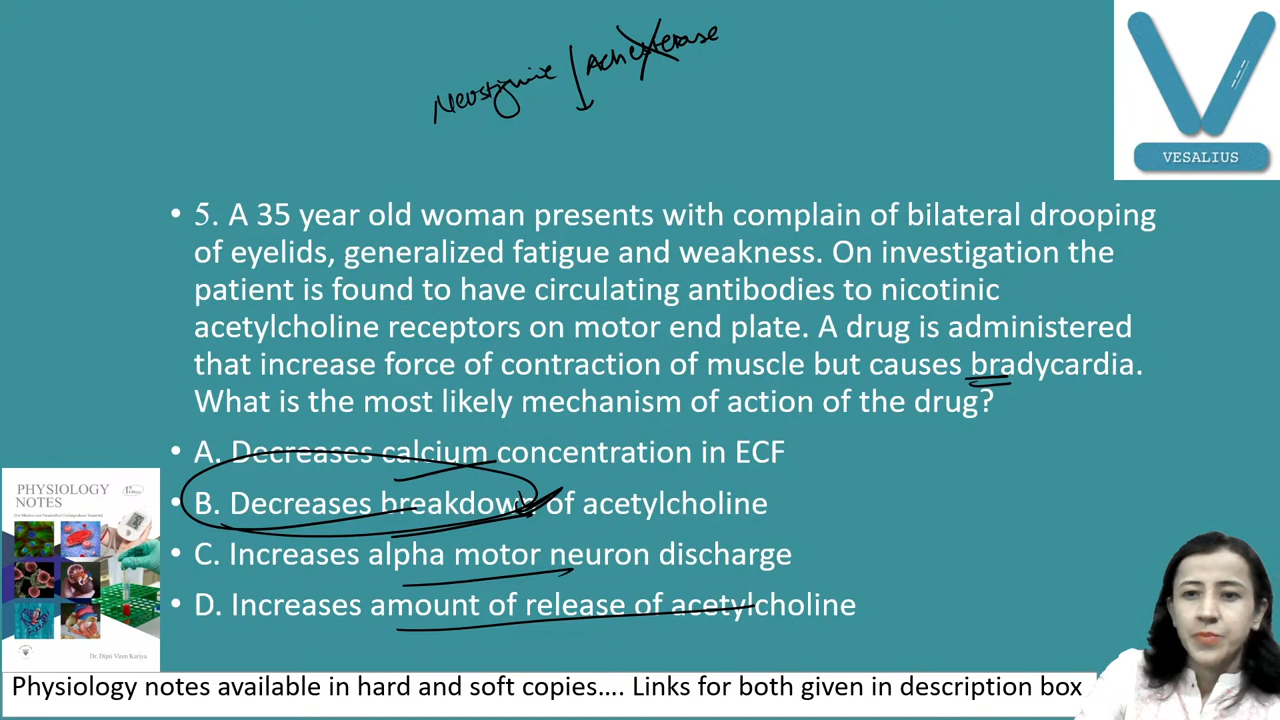 Neostigmine AchEsterase
VESALIUS
• 5. A 35 year old woman presents with complain of bilateral drooping
of eyelids, generalized fatigue and weakness. On investigation the
patient is found to have circulating antibodies to nicotinic
acetylcholine receptors on motor end plate. A drug is administered
that increase force of contraction of muscle but causes bradycardia.
What is the most likely mechanism of action of the drug?
• A. Decreases calcium concentration in ECF
• B. Decreases breakdown of acetylcholine
• C. Increases alpha motor neuron discharge
• D. Increases amount of release of acetylcholine
PHYSIOLOGY
NOTES
Dr. Dipti Viren Kariya
Physiology notes available in hard and soft copies.... Links for both given in description box